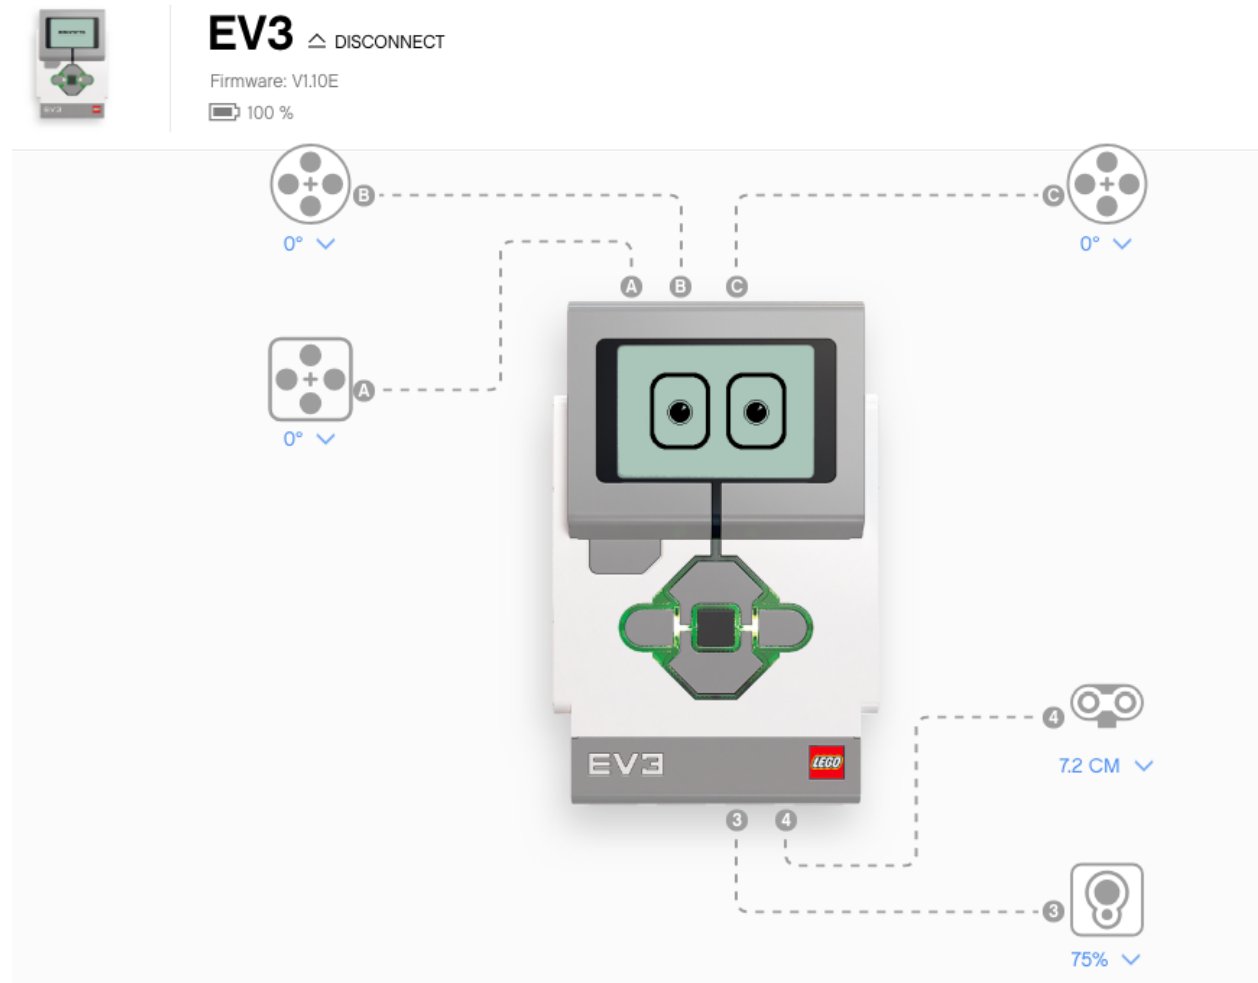 EV3 DISCONNECT
Firmware: V1.10E
100 %
B
C
0°
0°
A
B
C
A
0°
4
7.2 CM
EV3
LEGO
3
4
3
75%